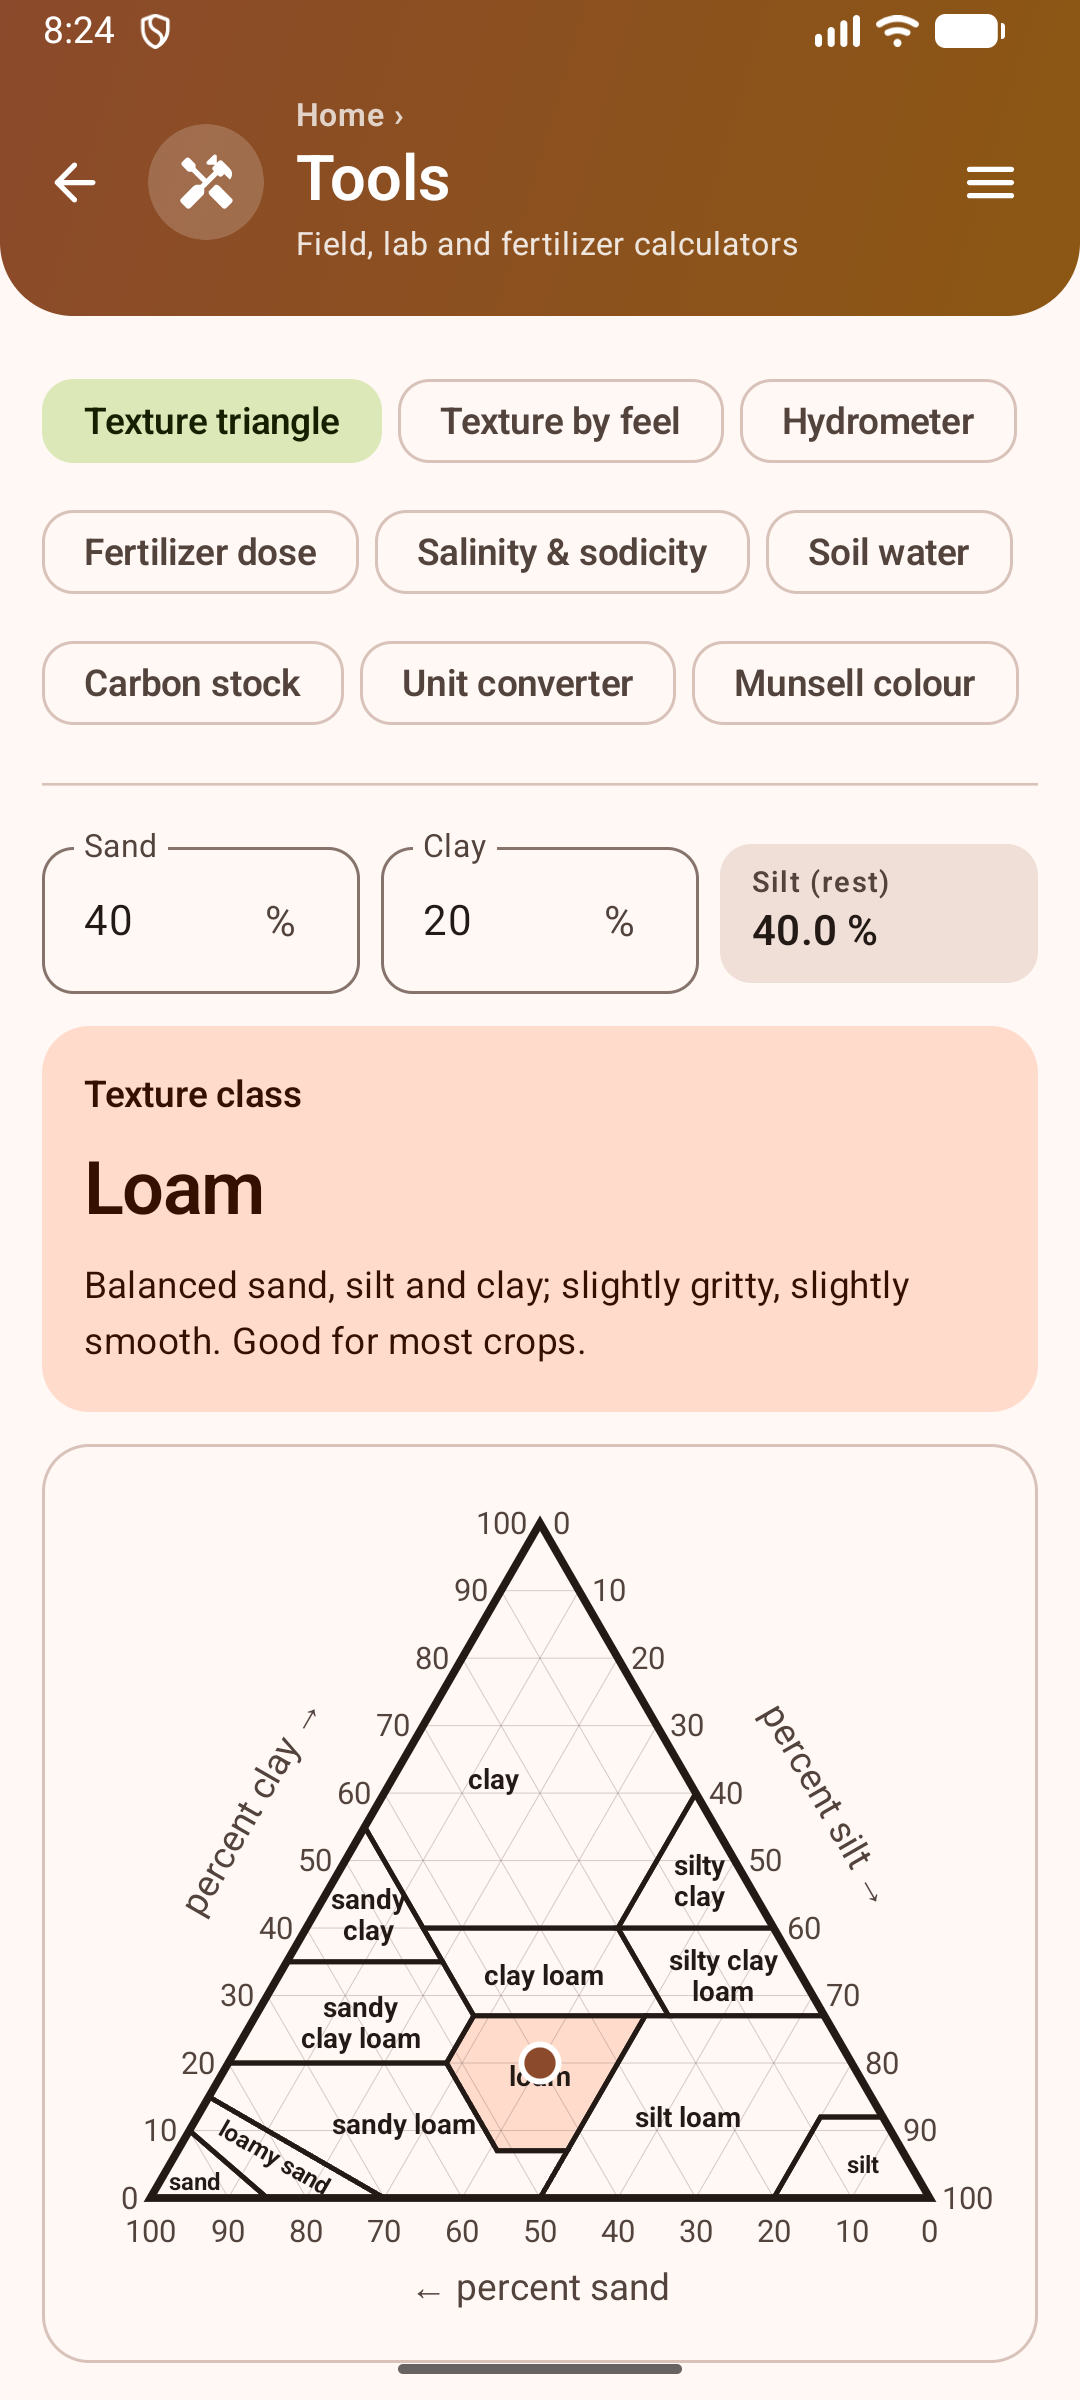 8:24
Home ›
Tools
Field, lab and fertilizer calculators
Texture triangle
Texture by feel
Hydrometer
Fertilizer dose
Salinity & sodicity
Soil water
Carbon stock
Unit converter
Munsell colour
Sand
40 %
Clay
20 %
Silt (rest)
40.0 %
Texture class
Loam
Balanced sand, silt and clay; slightly gritty, slightly
smooth. Good for most crops.
100 0
90 10
80 20
70 30
percent clay →
percent silt →
clay
60 40
50 50
silty
clay
sandy
clay
40 60
clay loam
silty clay
loam
30 70
sandy
clay loam
20 80
loam
sandy loam
silt loam
10 90
loamy sand
sand
silt
0 100
100 90 80 70 60 50 40 30 20 10 0
← percent sand